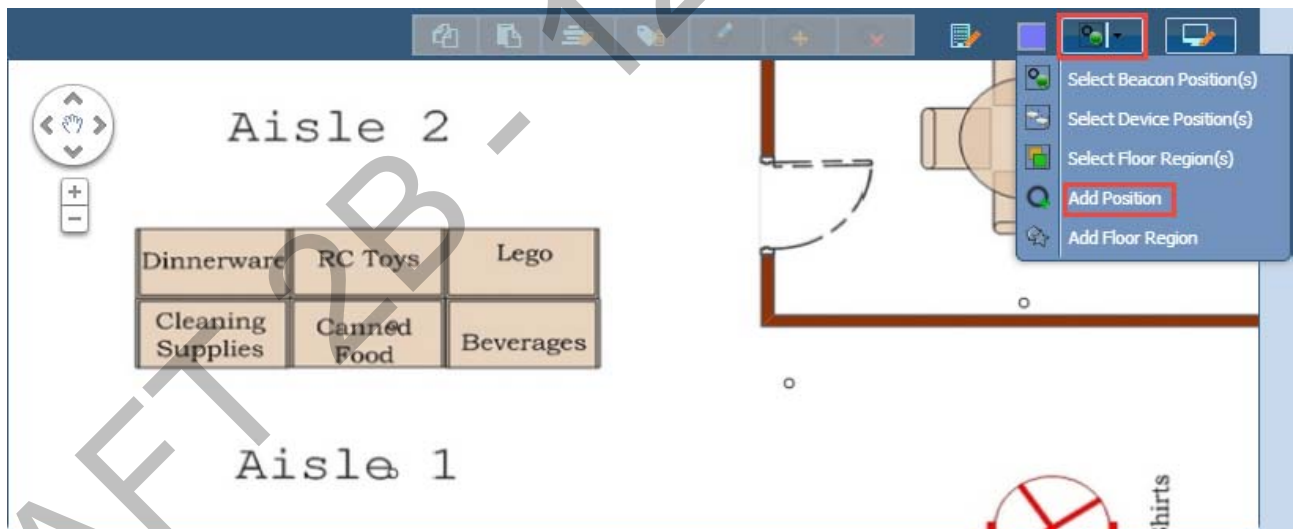 Select Beacon Position(s)
Select Device Position(s)
Select Floor Region(s)
Add Position
Add Floor Region
Aisle 2
Dinnerware
RC Toys
Lego
Cleaning
Supplies
Canned
Food
Beverages
Aisle 1